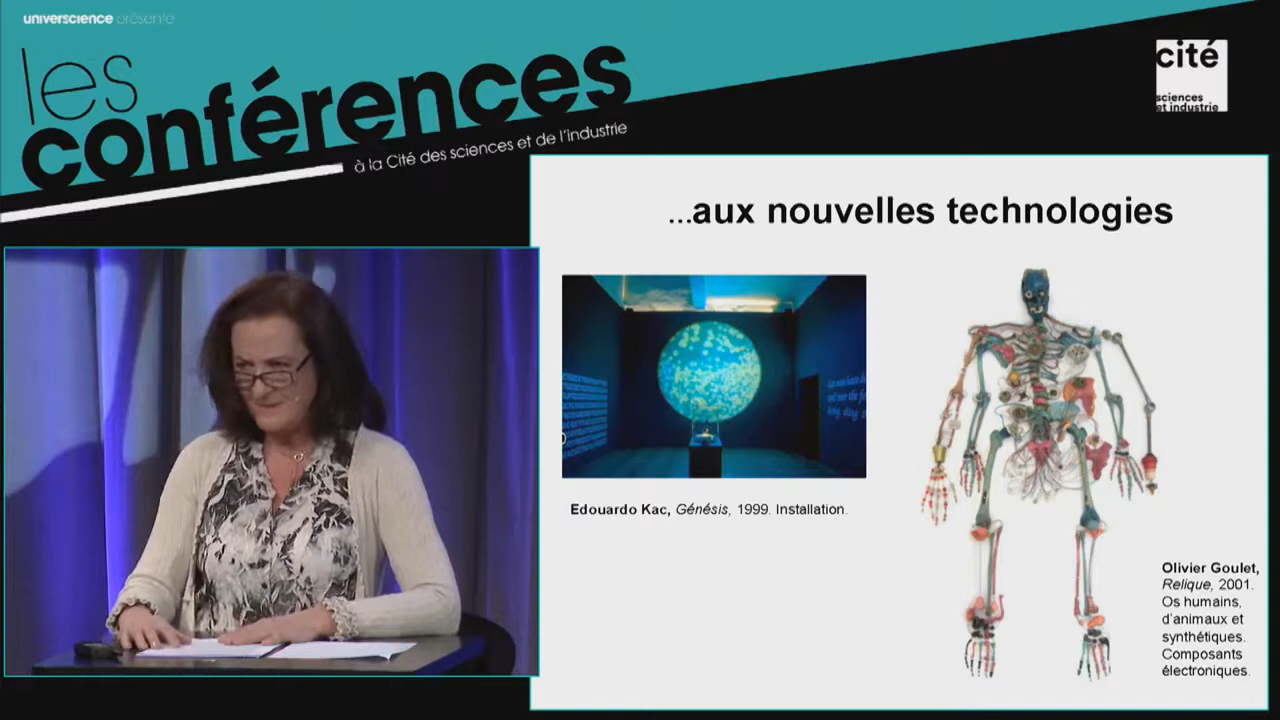 universcience présente
les
conférences
à la Cité des sciences et de l'industrie
cité
sciences
et industrie
...aux nouvelles technologies
Edouardo Kac, Génésis, 1999. Installation.
Olivier Goulet,
Relique, 2001.
Os humains,
d'animaux et
synthétiques.
Composants
électroniques.